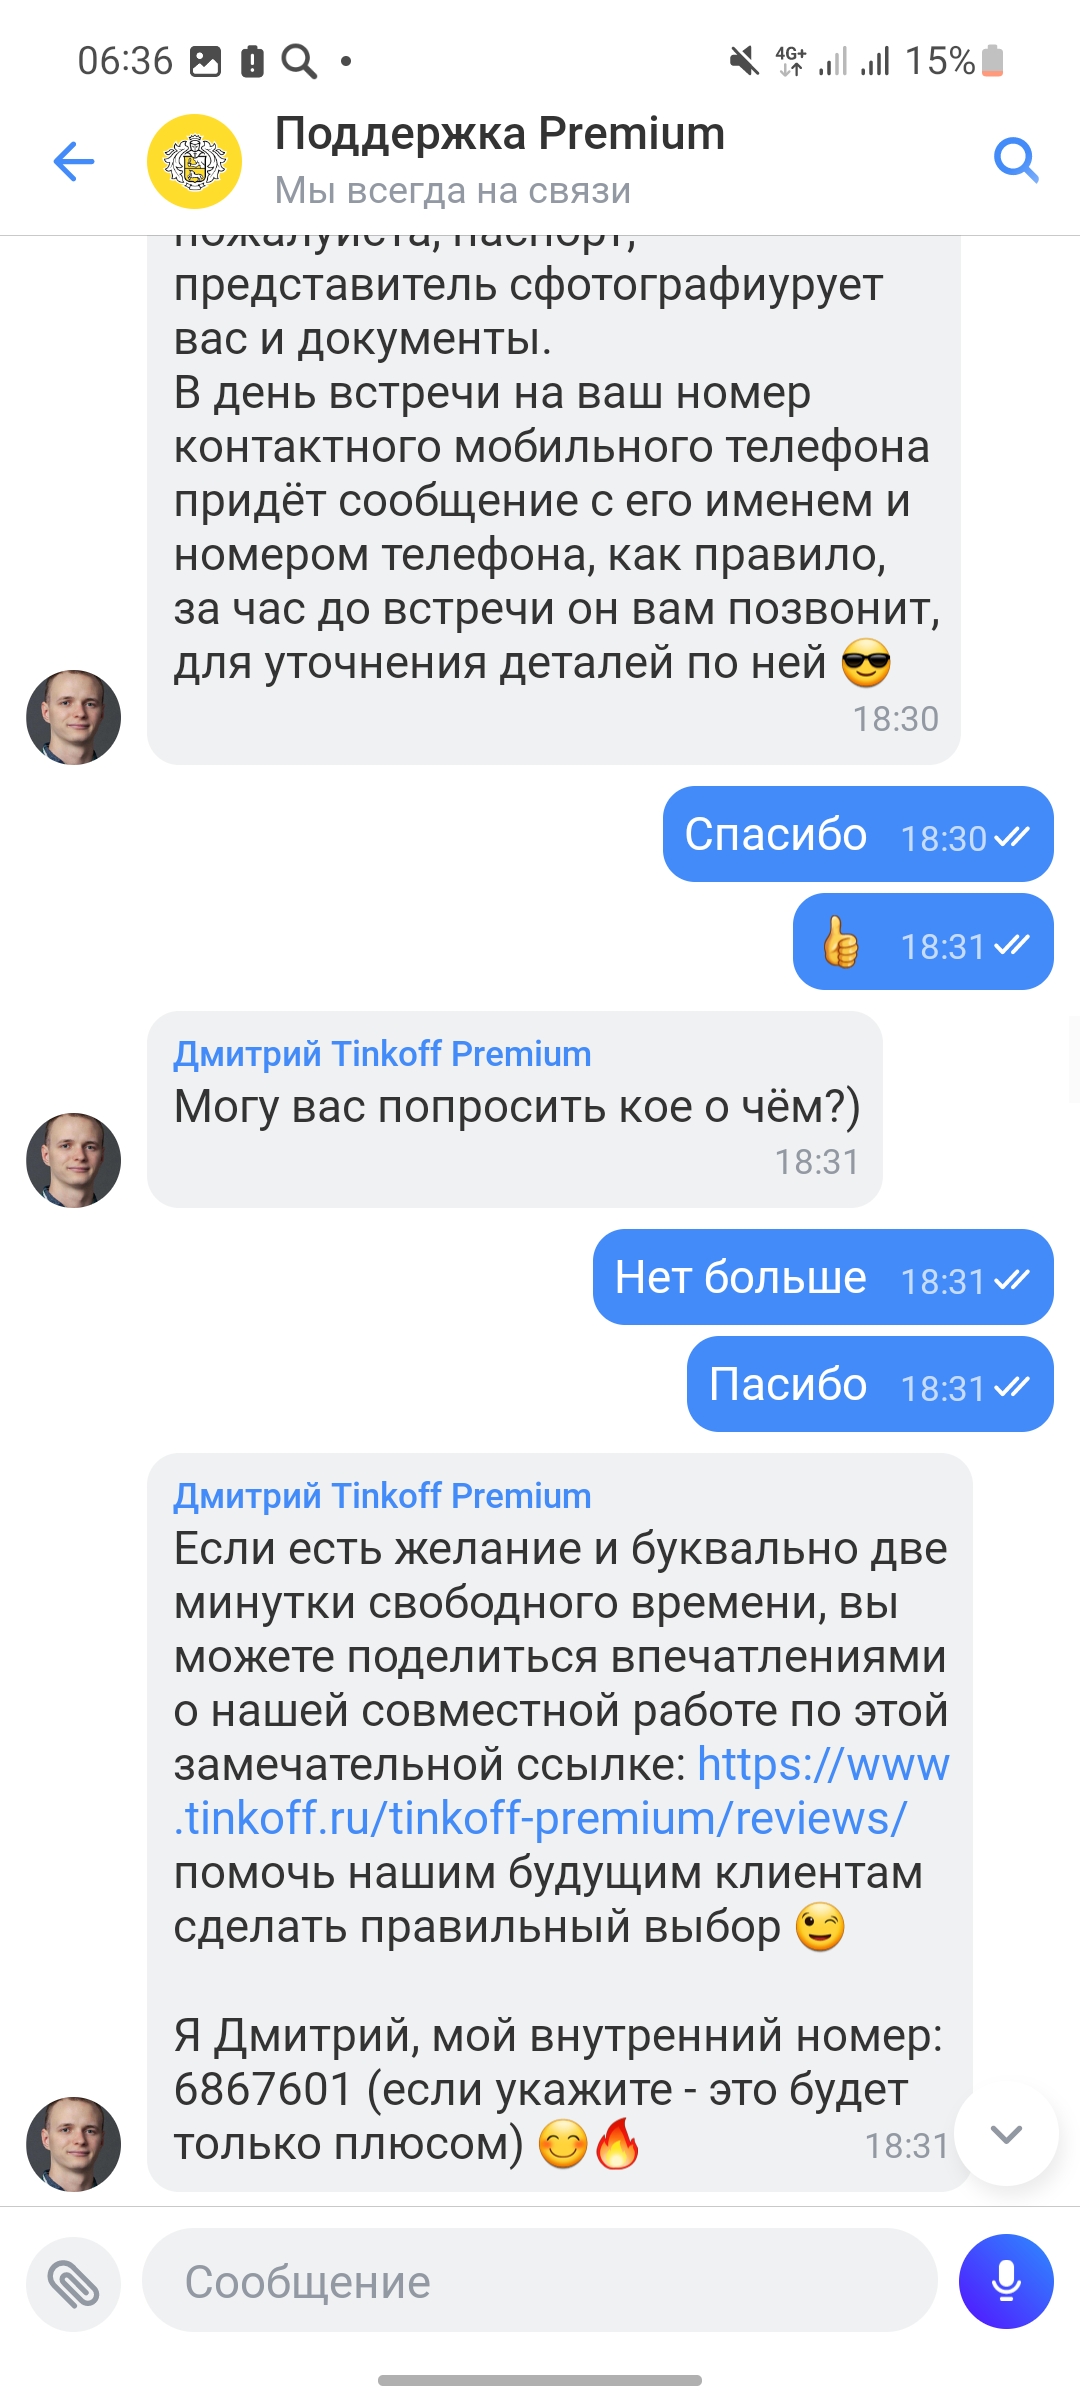 06:36
4G+
15%
Поддержка Premium
Мы всегда на связи
пожалуйста, паспорт,
представитель сфотографиурует
вас и документы.
В день встречи на ваш номер
контактного мобильного телефона
придёт сообщение с его именем и
номером телефона, как правило,
за час до встречи он вам позвонит,
для уточнения деталей по ней 😎
18:30
Спасибо 18:30
👍 18:31
Дмитрий Tinkoff Premium
Могу вас попросить кое о чём?)
18:31
Нет больше 18:31
Пасибо 18:31
Дмитрий Tinkoff Premium
Если есть желание и буквально две
минутки свободного времени, вы
можете поделиться впечатлениями
о нашей совместной работе по этой
замечательной ссылке: https://www
.tinkoff.ru/tinkoff-premium/reviews/
помочь нашим будущим клиентам
сделать правильный выбор 😉
Я Дмитрий, мой внутренний номер:
6867601 (если укажите - это будет
только плюсом) 😊🔥 18:31
Сообщение